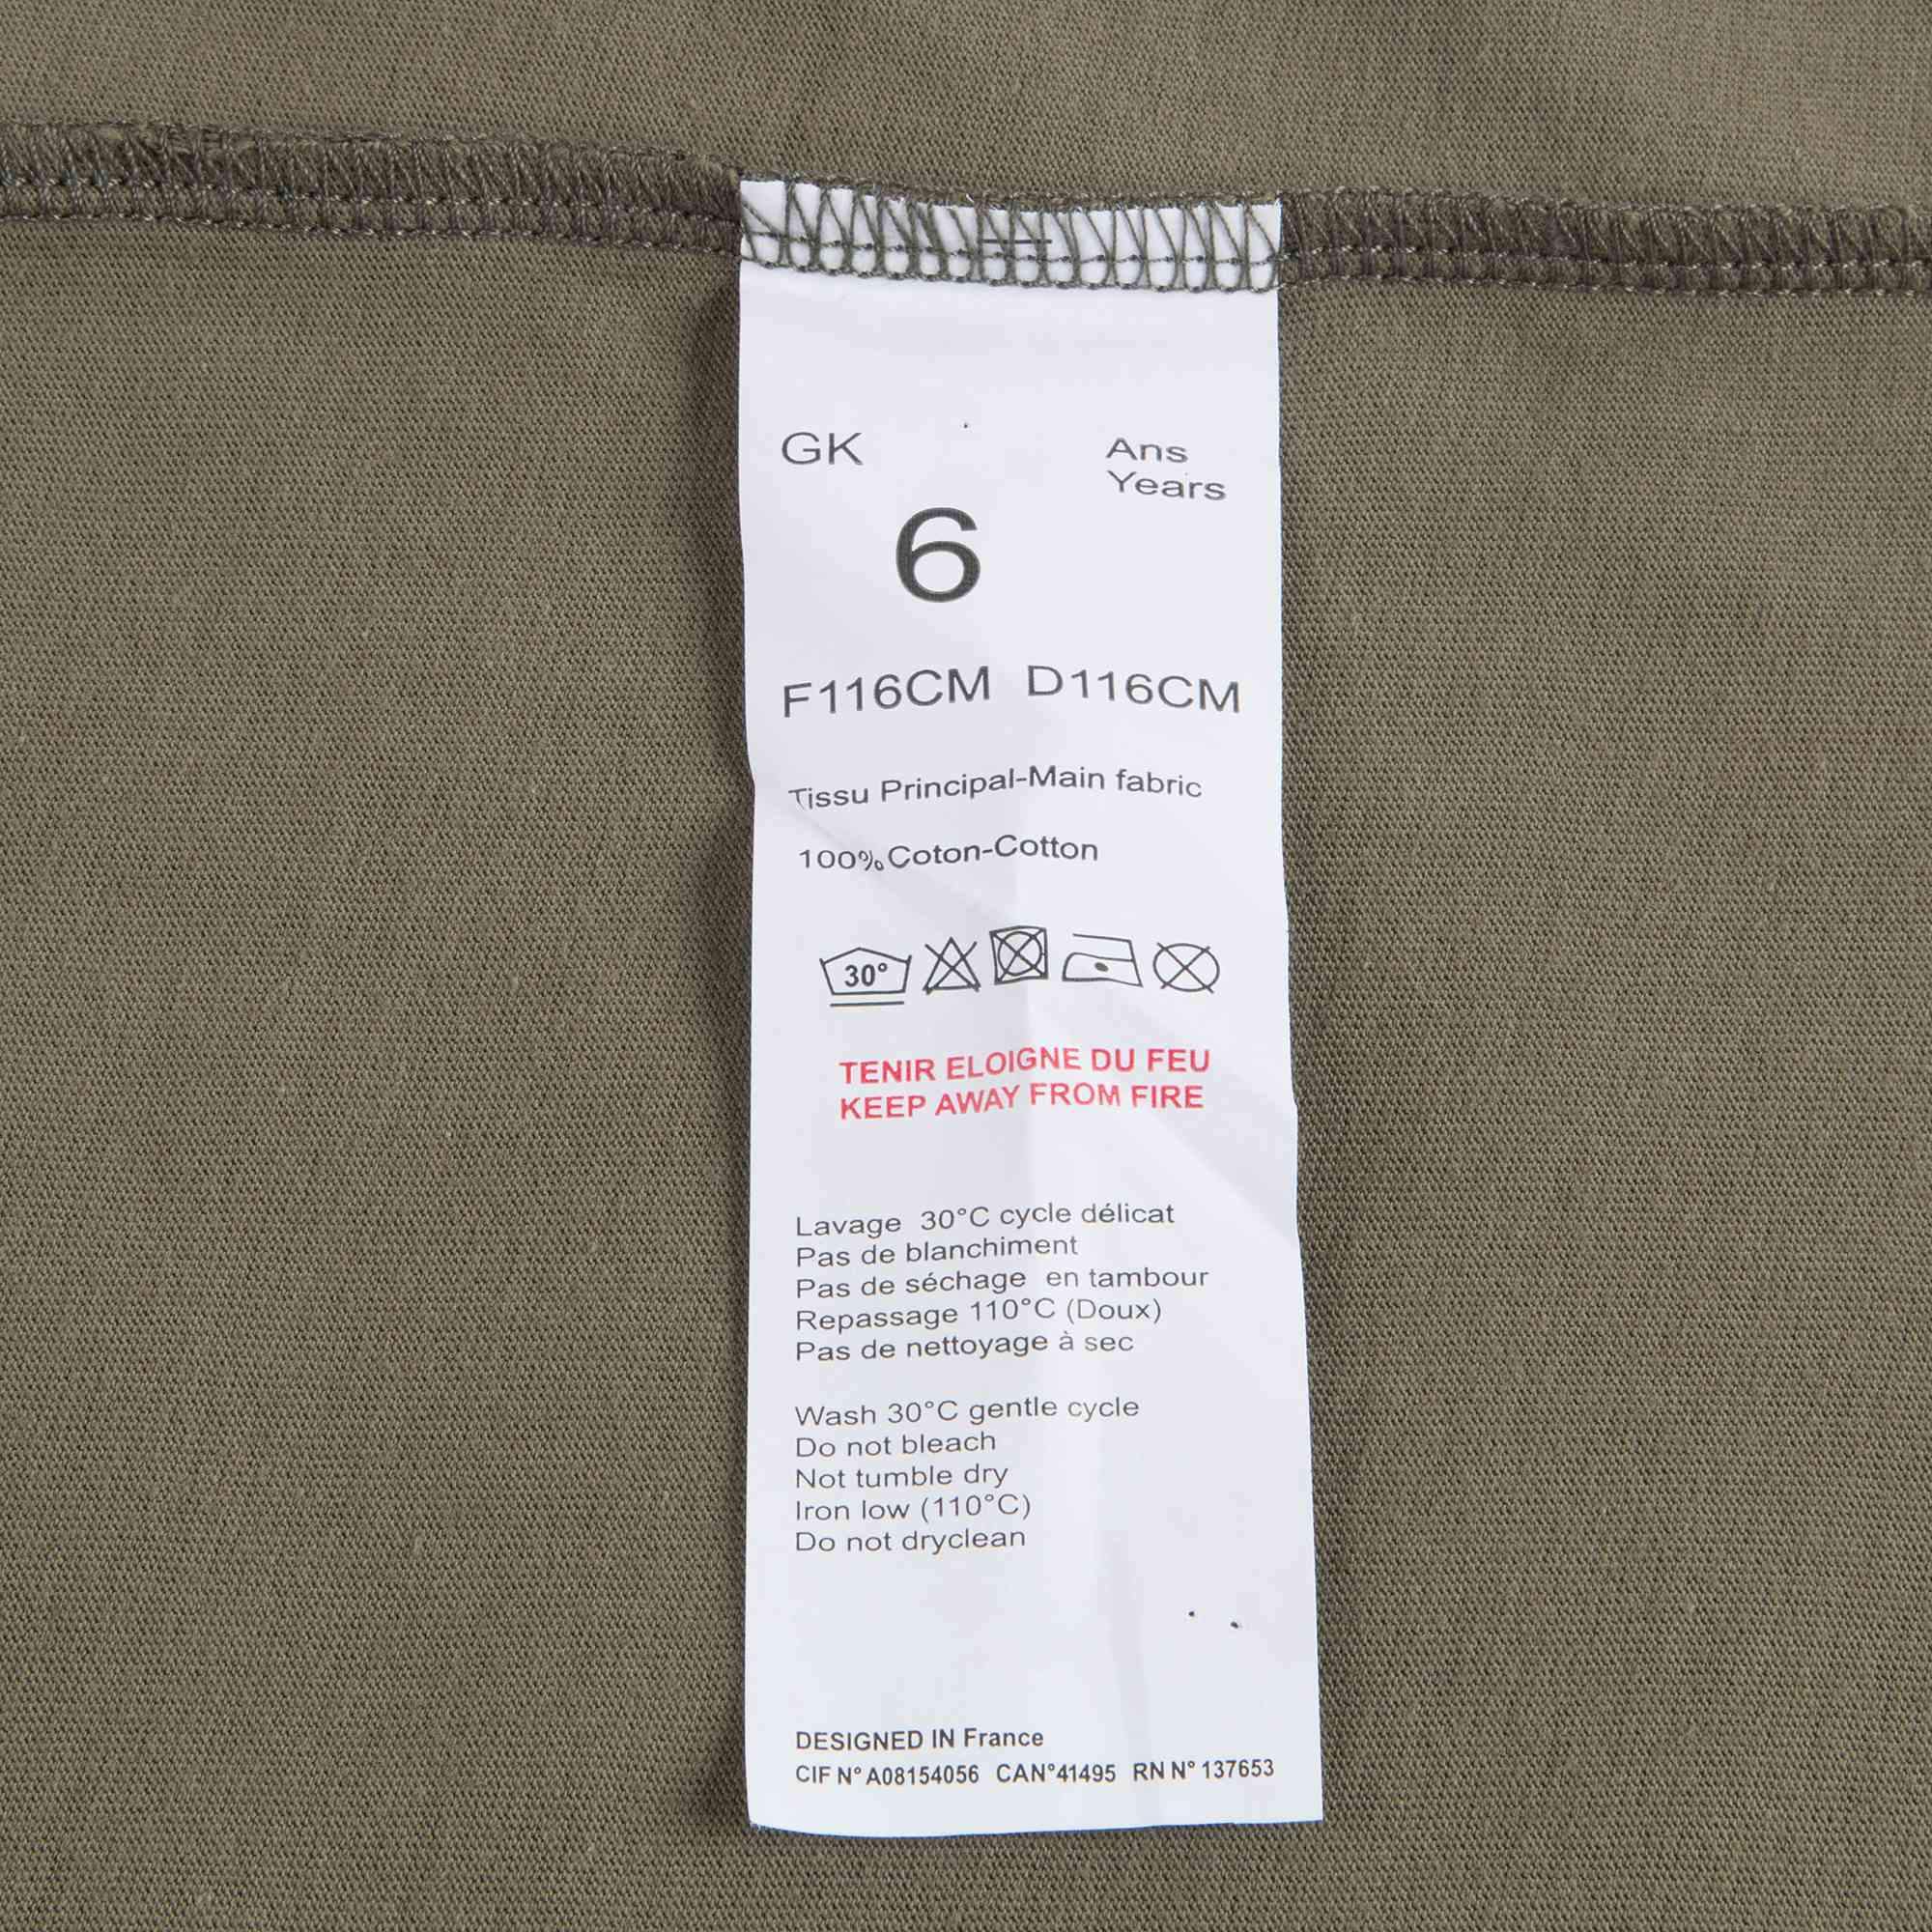 GK
Ans
Years
6
F116CM D116CM
Tissu Principal-Main fabric
100% Coton-Cotton
30°
TENIR ELOIGNE DU FEU
KEEP AWAY FROM FIRE
Lavage 30°C cycle délicat
Pas de blanchiment
Pas de séchage en tambour
Repassage 110°C (Doux)
Pas de nettoyage à sec
Wash 30°C gentle cycle
Do not bleach
Not tumble dry
Iron low (110°C)
Do not dryclean
DESIGNED IN France
CIF N° A08154056 CAN°41495 RN N° 137653